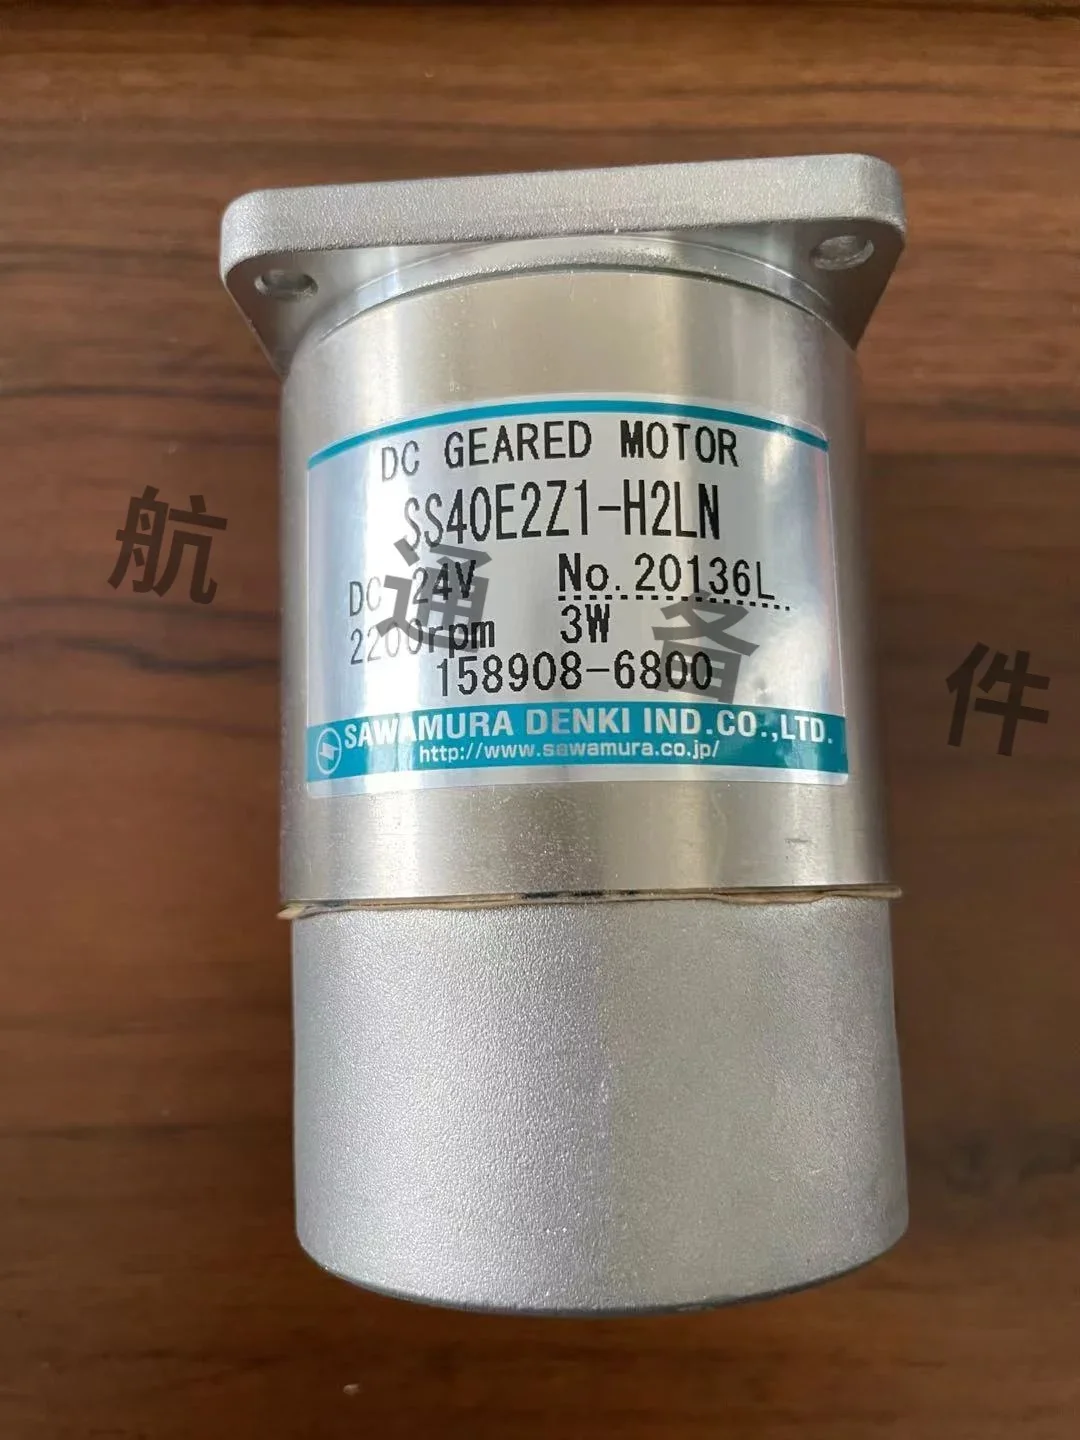 DC GEARED MOTOR
SS40E2Z1-H2LN
DC 24V No.20136L
2200rpm 3W
158908-6800
SAWAMURA DENKI IND.CO.,LTD.
http://www.sawamura.co.jp/
航通备件